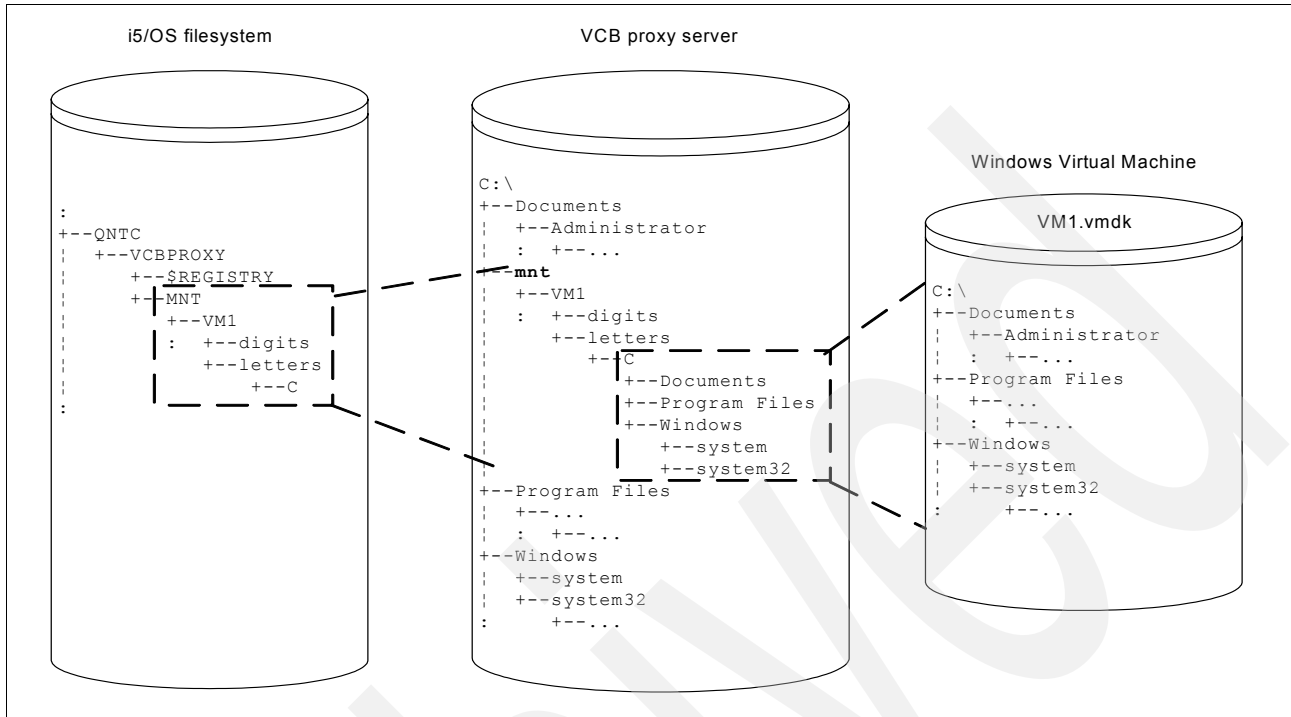 i5/OS filesystem
:
+--QNTC
¦ +--VCBPROXY
¦ +--$REGISTRY
¦ +--MNT
¦ +--VM1
¦ : +--digits
¦ +--letters
¦ +--C
:
VCB proxy server
C:\
+--Documents
¦ +--Administrator
¦ : +--...
+--mnt
¦ +--VM1
¦ : +--digits
¦ +--letters
¦ +--C
¦ +--Documents
¦ +--Program Files
¦ +--Windows
¦ +--system
¦ +--system32
+--Program Files
¦ +--...
¦ : +--...
+--Windows
¦ +--system
¦ +--system32
: +--...
Windows Virtual Machine
VM1.vmdk
C:\
+--Documents
¦ +--Administrator
¦ : +--...
+--Program Files
¦ +--...
¦ : +--...
+--Windows
¦ +--system
¦ +--system32
: +--...